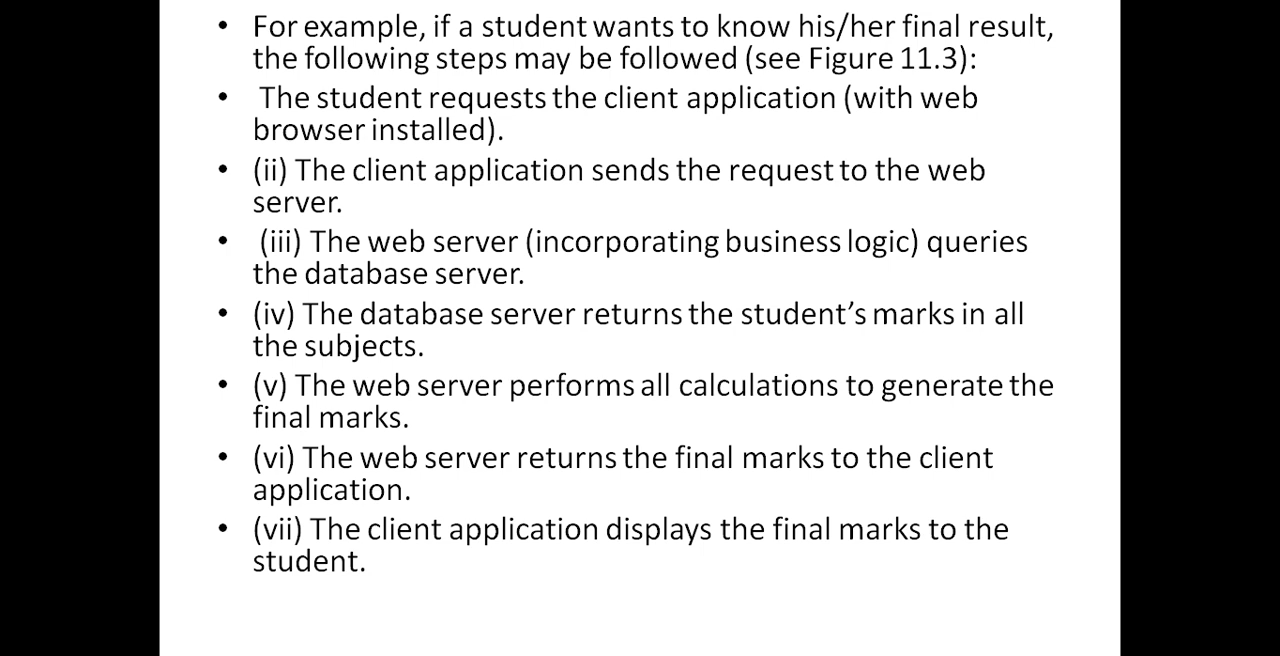 • For example, if a student wants to know his/her final result,
the following steps may be followed (see Figure 11.3):
• The student requests the client application (with web
browser installed).
• (ii) The client application sends the request to the web
server.
• (iii) The web server (incorporating business logic) queries
the database server.
• (iv) The database server returns the student’s marks in all
the subjects.
• (v) The web server performs all calculations to generate the
final marks.
• (vi) The web server returns the final marks to the client
application.
• (vii) The client application displays the final marks to the
student.